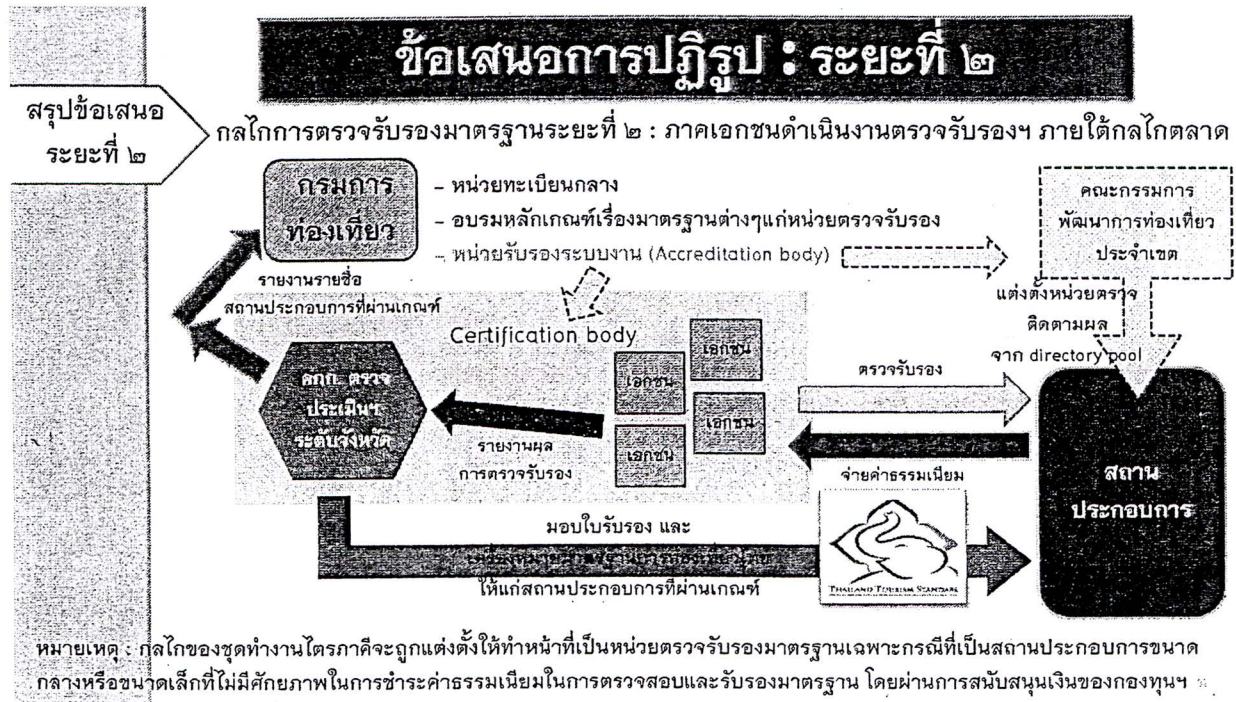 ข้อเสนอการปฏิรูป : ระยะที่ ๒
สรุปข้อเสนอ
ระยะที่ ๒
กลไกการตรวจรับรองมาตรฐานระยะที่ ๒ : ภาคเอกชนดำเนินงานตรวจรับรองฯ ภายใต้กลไกตลาด
กรมการ
ท่องเที่ยว
– หน่วยทะเบียนกลาง
– อบรมหลักเกณฑ์เรื่องมาตรฐานต่างๆแก่หน่วยตรวจรับรอง
– หน่วยรับรองระบบงาน (Accreditation body)
คณะกรรมการ
พัฒนาการท่องเที่ยว
ประจำเขต
รายงานรายชื่อ
สถานประกอบการที่ผ่านเกณฑ์
แต่งตั้งหน่วยตรวจ
ติดตามผล
จาก directory pool
Certification body
เอกชน
เอกชน
เอกชน
เอกชน
คกก. ตรวจ
ประเมินฯ
ระดับจังหวัด
รายงานผล
การตรวจรับรอง
ตรวจรับรอง
จ่ายค่าธรรมเนียม
สถาน
ประกอบการ
มอบใบรับรอง และ
ให้แก่สถานประกอบการที่ผ่านเกณฑ์
THAILAND TOURISM STANDARD
หมายเหตุ : กลไกของชุดทำงานไตรภาคีจะถูกแต่งตั้งให้ทำหน้าที่เป็นหน่วยตรวจรับรองมาตรฐานเฉพาะกรณีที่เป็นสถานประกอบการขนาด
กลางหรือขนาดเล็กที่ไม่มีศักยภาพในการชำระค่าธรรมเนียมในการตรวจสอบและรับรองมาตรฐาน โดยผ่านการสนับสนุนเงินของกองทุนฯ